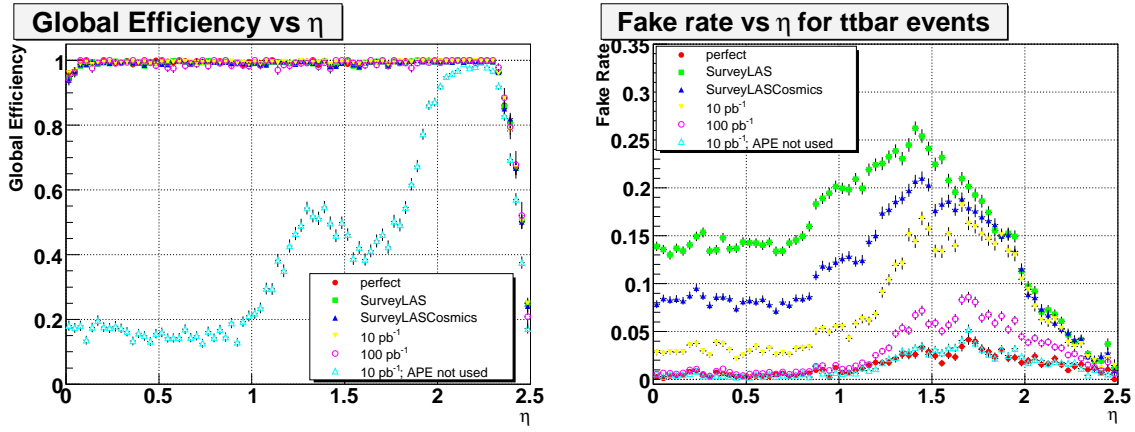 Global Efficiency vs η
Global Efficiency
1
0.8
0.6
0.4
0.2
0
0 0.5 1 1.5 2 2.5
η
perfect
SurveyLAS
SurveyLASCosmics
10 pb⁻¹
100 pb⁻¹
10 pb⁻¹; APE not used
Fake rate vs η for ttbar events
Fake Rate
0.35
0.3
0.25
0.2
0.15
0.1
0.05
0
0 0.5 1 1.5 2 2.5
η
perfect
SurveyLAS
SurveyLASCosmics
10 pb⁻¹
100 pb⁻¹
10 pb⁻¹; APE not used